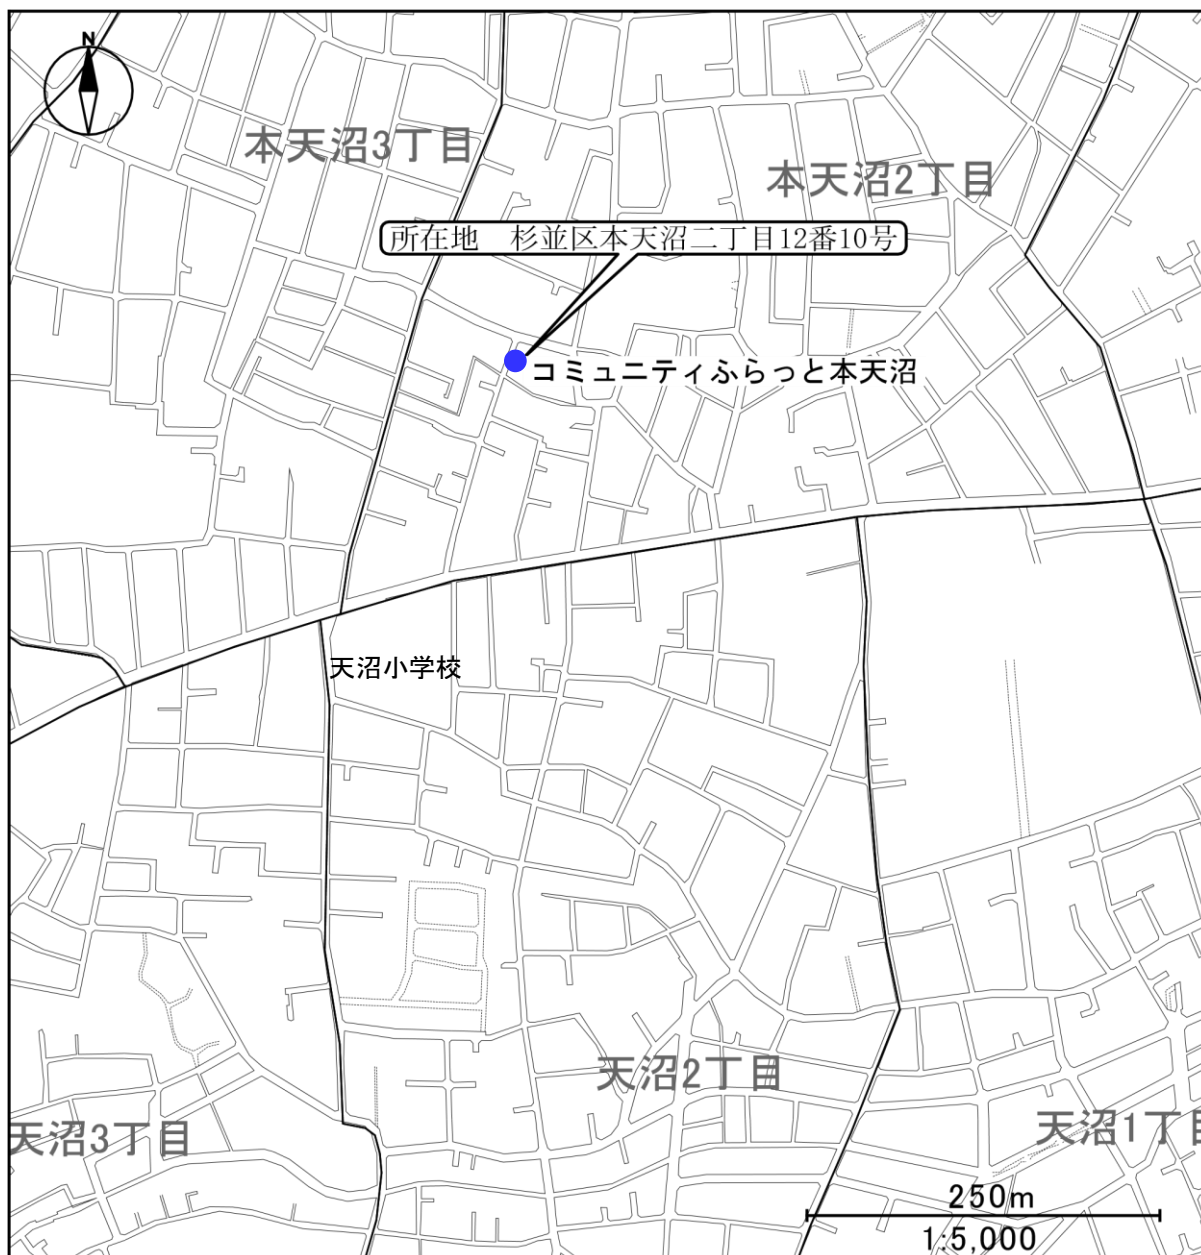 N
本天沼3丁目
本天沼2丁目
所在地　杉並区本天沼二丁目12番10号
コミュニティふらっと本天沼
天沼小学校
天沼2丁目
天沼3丁目
天沼1丁目
250m
1:5,000